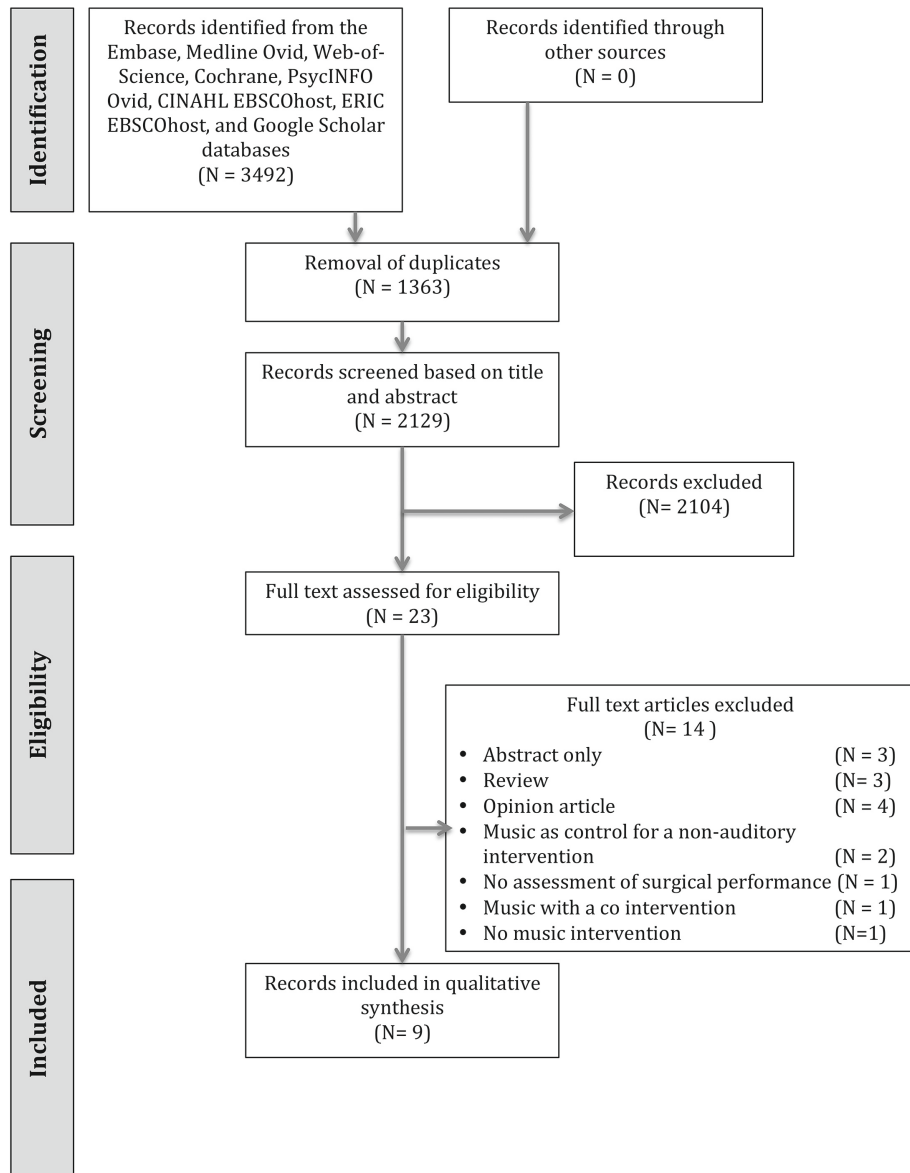 Identification
Records identified from the
Embase, Medline Ovid, Web-of-
Science, Cochrane, PsycINFO
Ovid, CINAHL EBSCOhost, ERIC
EBSCOhost, and Google Scholar
databases
(N = 3492)
Records identified through
other sources
(N = 0)
Screening
Removal of duplicates
(N = 1363)
Records screened based on title
and abstract
(N = 2129)
Records excluded
(N= 2104)
Eligibility
Full text assessed for eligibility
(N = 23)
Full text articles excluded
(N= 14 )
• Abstract only (N = 3)
• Review (N= 3)
• Opinion article (N = 4)
• Music as control for a non-auditory
intervention (N = 2)
• No assessment of surgical performance (N = 1)
• Music with a co intervention (N = 1)
• No music intervention (N=1)
Included
Records included in qualitative
synthesis
(N= 9)